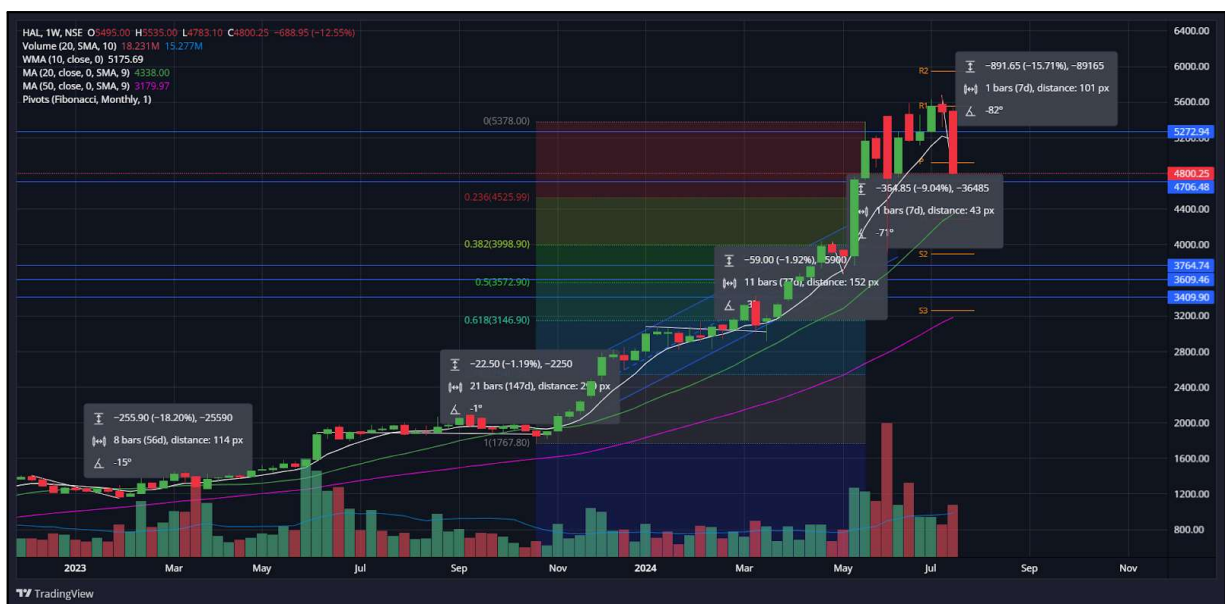 HAL, 1W, NSE O5495.00 H5535.00 L4783.10 C4800.25 −688.95 (−12.55%)
Volume (20, SMA, 10) 18.231M 15.277M
WMA (10, close, 0) 5175.69
MA (20, close, 0, SMA, 9) 4338.00
MA (50, close, 0, SMA, 9) 3179.97
Pivots (Fibonacci, Monthly, 1)
6400.00
R2
−891.65 (−15.71%), −89165
6000.00
1 bars (7d), distance: 101 px
R1
5600.00
-82°
0(5378.00)
5272.94
P
4800.25
−364.85 (−9.04%), −36485
4706.48
0.236(4525.99)
1 bars (7d), distance: 43 px
4400.00
-71°
0.382(3998.90)
4000.00
S2
−59.00 (−1.92%), −5900
3764.74
0.5(3572.90)
11 bars (77d), distance: 152 px
3609.46
3409.90
S3
0.618(3146.90)
3200.00
2800.00
−22.50 (−1.19%), −2250
2400.00
21 bars (147d), distance: px
-1°
−255.90 (−18.20%), −25590
2000.00
8 bars (56d), distance: 114 px
1(1767.80)
-15°
1600.00
1200.00
800.00
2023 Mar May Jul Sep Nov 2024 Mar May Jul Sep Nov
TradingView